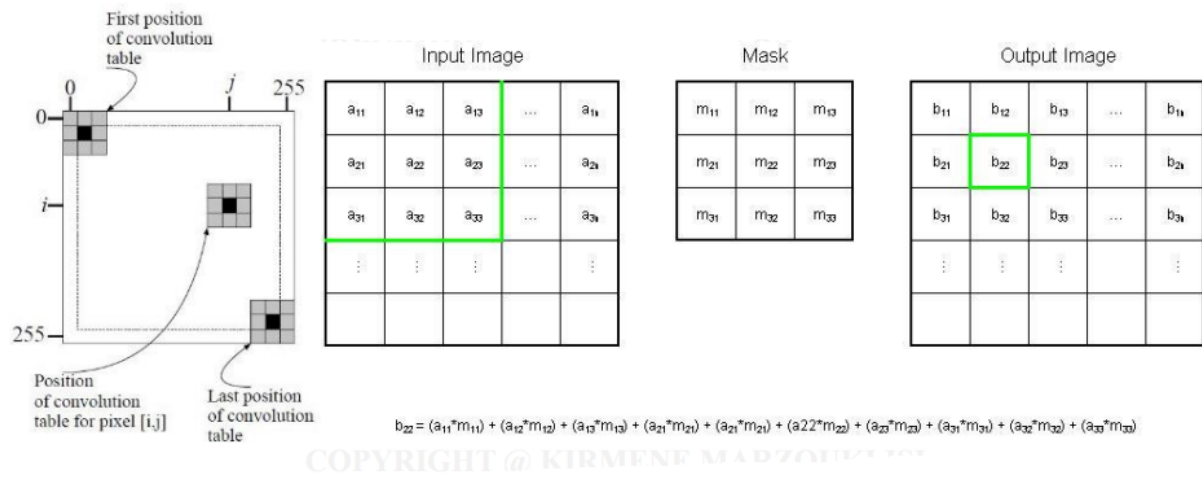 First position
of convolution
table
0
j
255
0
i
255
Position
of convolution
table for pixel [i,j]
Last position
of convolution
table
Input Image
a₁₁ a₁₂ a₁₃ ... a₁ₙ
a₂₁ a₂₂ a₂₃ ... a₂ₙ
a₃₁ a₃₂ a₃₃ ... a₃ₙ
⋮ ⋮ ⋮ ⋮
Mask
m₁₁ m₁₂ m₁₃
m₂₁ m₂₂ m₂₃
m₃₁ m₃₂ m₃₃
Output Image
b₁₁ b₁₂ b₁₃ ... b₁ₙ
b₂₁ b₂₂ b₂₃ ... b₂ₙ
b₃₁ b₃₂ b₃₃ ... b₃ₙ
⋮ ⋮ ⋮ ⋮
b₂₂ = (a₁₁*m₁₁) + (a₁₂*m₁₂) + (a₁₃*m₁₃) + (a₂₁*m₂₁) + (a₂₁*m₂₁) + (a22*m₂₂) + (a₂₃*m₂₃) + (a₃₁*m₃₁) + (a₃₂*m₃₂) + (a₃₃*m₃₃)
COPYRIGHT @ KIRMENE MARZOUKI